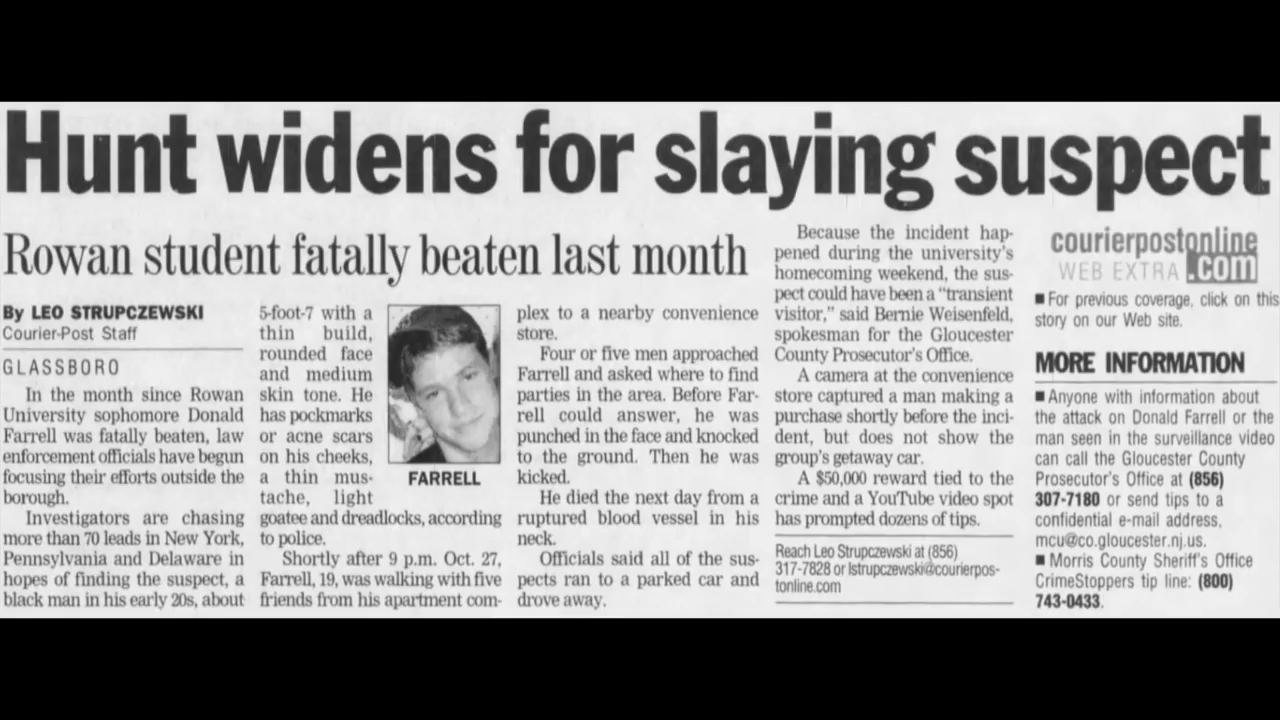 Hunt widens for slaying suspect
Rowan student fatally beaten last month
By LEO STRUPCZEWSKI
Courier-Post Staff
GLASSBORO
In the month since Rowan
University sophomore Donald
Farrell was fatally beaten, law
enforcement officials have begun
focusing their efforts outside the
borough.
Investigators are chasing
more than 70 leads in New York,
Pennsylvania and Delaware in
hopes of finding the suspect, a
black man in his early 20s, about
5-foot-7 with a
thin build,
rounded face
and medium
skin tone. He
has pockmarks
or acne scars
on his cheeks,
a thin mus-
tache, light
goatee and dreadlocks, according
to police.
Shortly after 9 p.m. Oct. 27,
Farrell, 19, was walking with five
friends from his apartment com-
FARRELL
plex to a nearby convenience
store.
Four or five men approached
Farrell and asked where to find
parties in the area. Before Far-
rell could answer, he was
punched in the face and knocked
to the ground. Then he was
kicked.
He died the next day from a
ruptured blood vessel in his
neck.
Officials said all of the sus-
pects ran to a parked car and
drove away.
Because the incident hap-
pened during the university's
homecoming weekend, the sus-
pect could have been a "transient
visitor," said Bernie Weisenfeld,
spokesman for the Gloucester
County Prosecutor's Office.
A camera at the convenience
store captured a man making a
purchase shortly before the inci-
dent, but does not show the
group's getaway car.
A $50,000 reward tied to the
crime and a YouTube video spot
has prompted dozens of tips.
Reach Leo Strupczewski at (856)
317-7828 or lstrupczewski@courierpos-
tonline.com
courierpostonline
WEB EXTRA .com
■ For previous coverage, click on this
story on our Web site.
MORE INFORMATION
■ Anyone with information about
the attack on Donald Farrell or the
man seen in the surveillance video
can call the Gloucester County
Prosecutor's Office at (856)
307-7180 or send tips to a
confidential e-mail address,
mcu@co.gloucester.nj.us.
■ Morris County Sheriff's Office
CrimeStoppers tip line: (800)
743-0433.